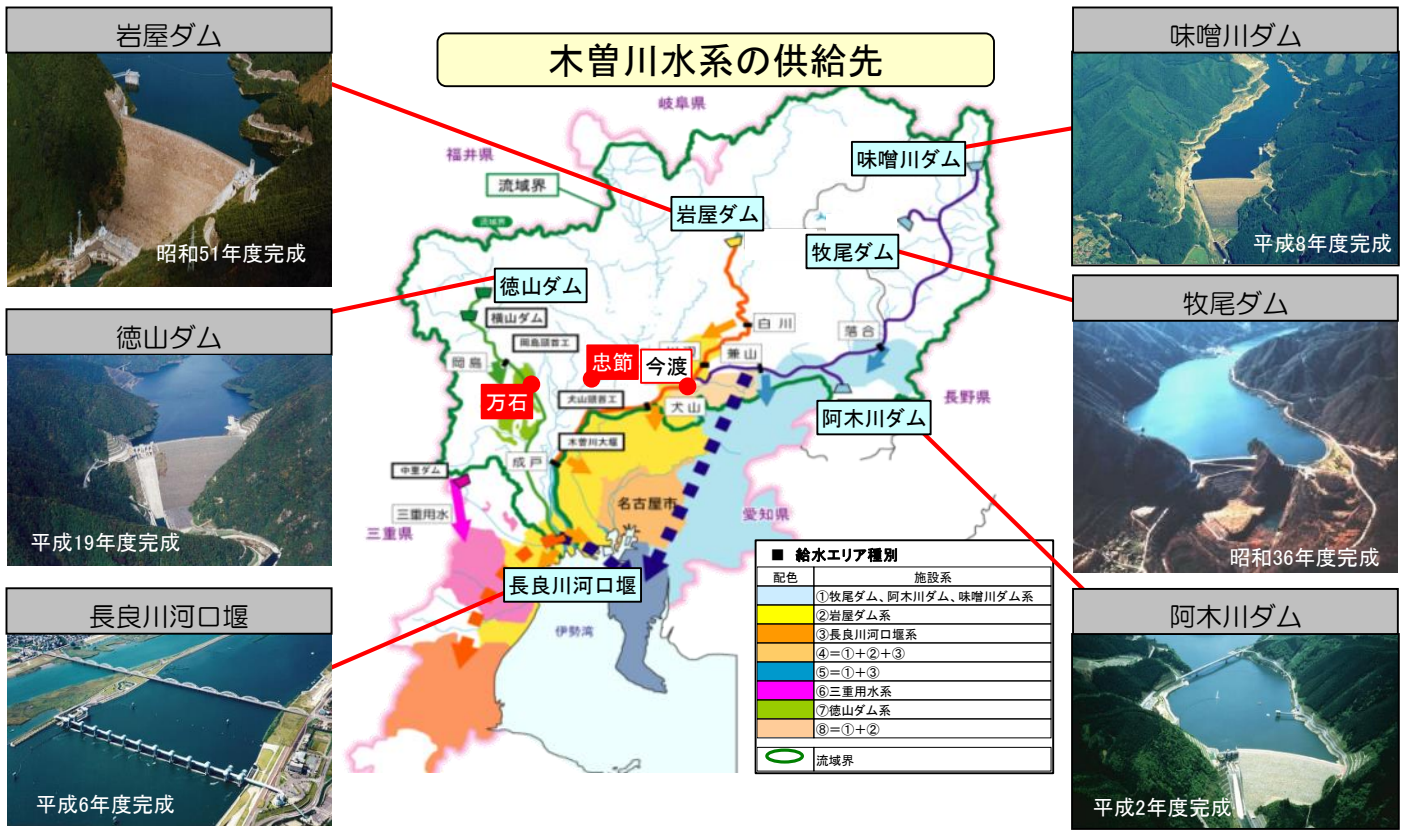 木曽川水系の供給先
岩屋ダム
昭和51年度完成
徳山ダム
平成19年度完成
長良川河口堰
平成6年度完成
味噌川ダム
平成8年度完成
牧尾ダム
昭和36年度完成
阿木川ダム
平成2年度完成
岐阜県
福井県
流域界
流域界
味噌川ダム
岩屋ダム
牧尾ダム
徳山ダム
横山ダム
岡島頭首工
岡島
白川
落合
兼山
忠節
今渡
万石
犬山頭首工
犬山
阿木川ダム
長野県
木曽川大堰
成戸
中里ダム
三重用水
三重県
名古屋市
愛知県
長良川河口堰
伊勢湾
■ 給水エリア種別
配色 施設系
①牧尾ダム、阿木川ダム、味噌川ダム系
②岩屋ダム系
③長良川河口堰系
④=①+②+③
⑤=①+③
⑥三重用水系
⑦徳山ダム系
⑧=①+②
流域界